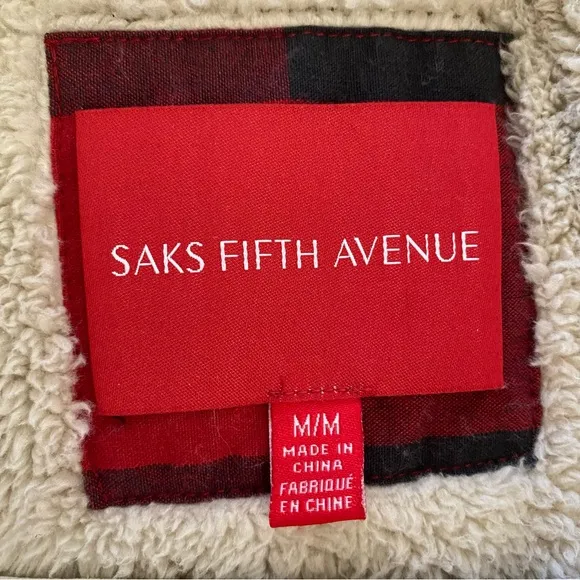 SAKS FIFTH AVENUE
M/M
MADE IN
CHINA
FABRIQUÉ
EN CHINE